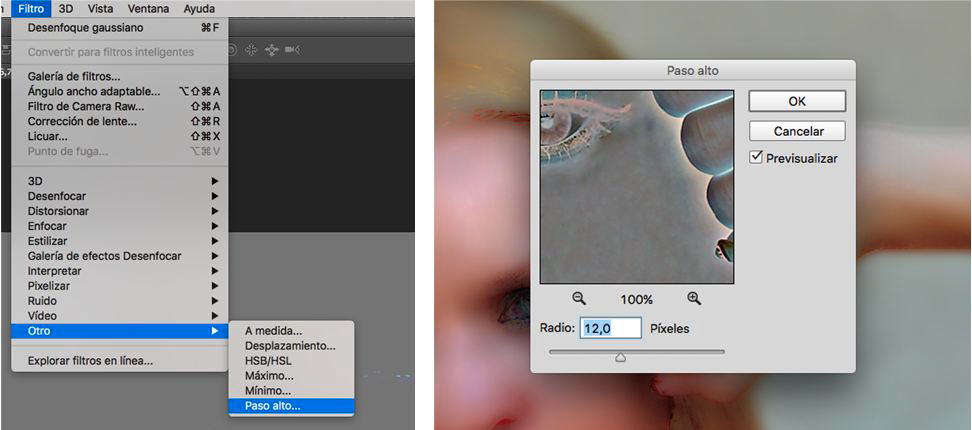 Filtro 3D Vista Ventana Ayuda
Desenfoque gaussiano ⌘F
Convertir para filtros inteligentes
Galería de filtros...
Ángulo ancho adaptable... ⌥⇧⌘A
Filtro de Camera Raw... ⇧⌘A
Corrección de lente... ⇧⌘R
Licuar... ⇧⌘X
Punto de fuga... ⌥⌘V
3D
Desenfocar
Distorsionar
Enfocar
Estilizar
Galería de efectos Desenfocar
Interpretar
Pixelizar
Ruido
Vídeo
Otro
Explorar filtros en línea...
A medida...
Desplazamiento...
HSB/HSL
Máximo...
Mínimo...
Paso alto...
Paso alto
OK
Cancelar
Previsualizar
100%
Radio: 12,0 Píxeles